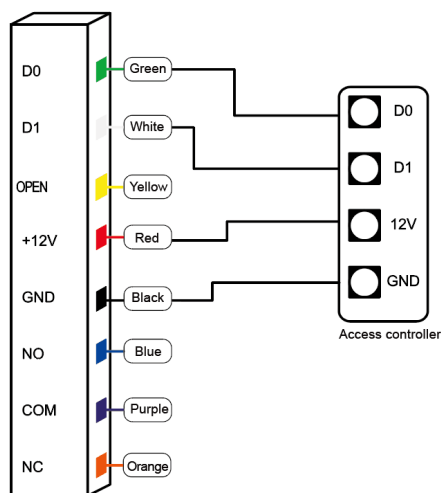 D0 Green
D1 White
OPEN Yellow
+12V Red
GND Black
NO Blue
COM Purple
NC Orange
D0
D1
12V
GND
Access controller